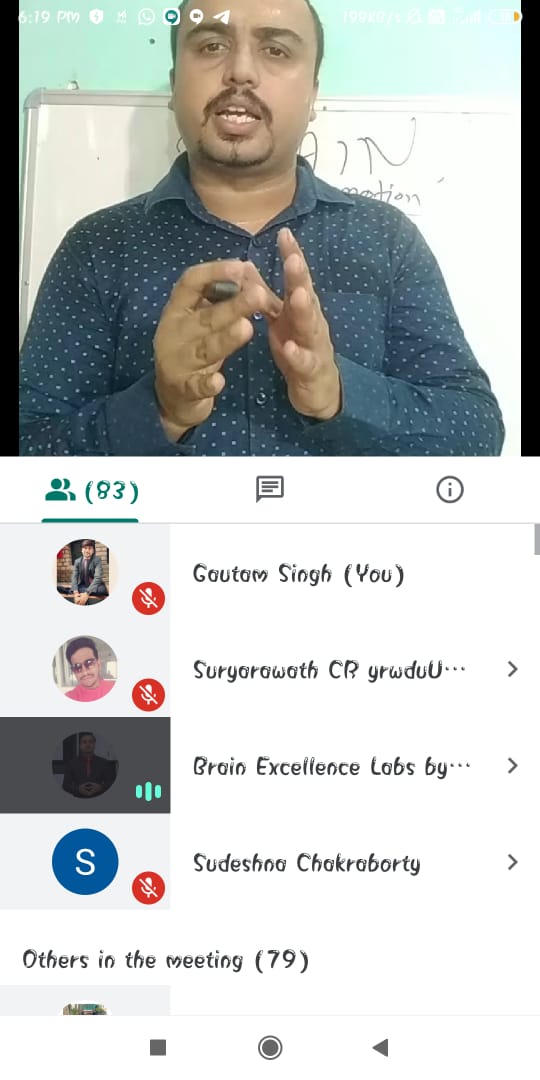 6:19 PM
199KB/s
A I N
motion
(83)
Gautam Singh (You)
Suryarawath CR yrwduU...
Brain Excellence Labs by...
S
Sudeshna Chakraborty
Others in the meeting (79)